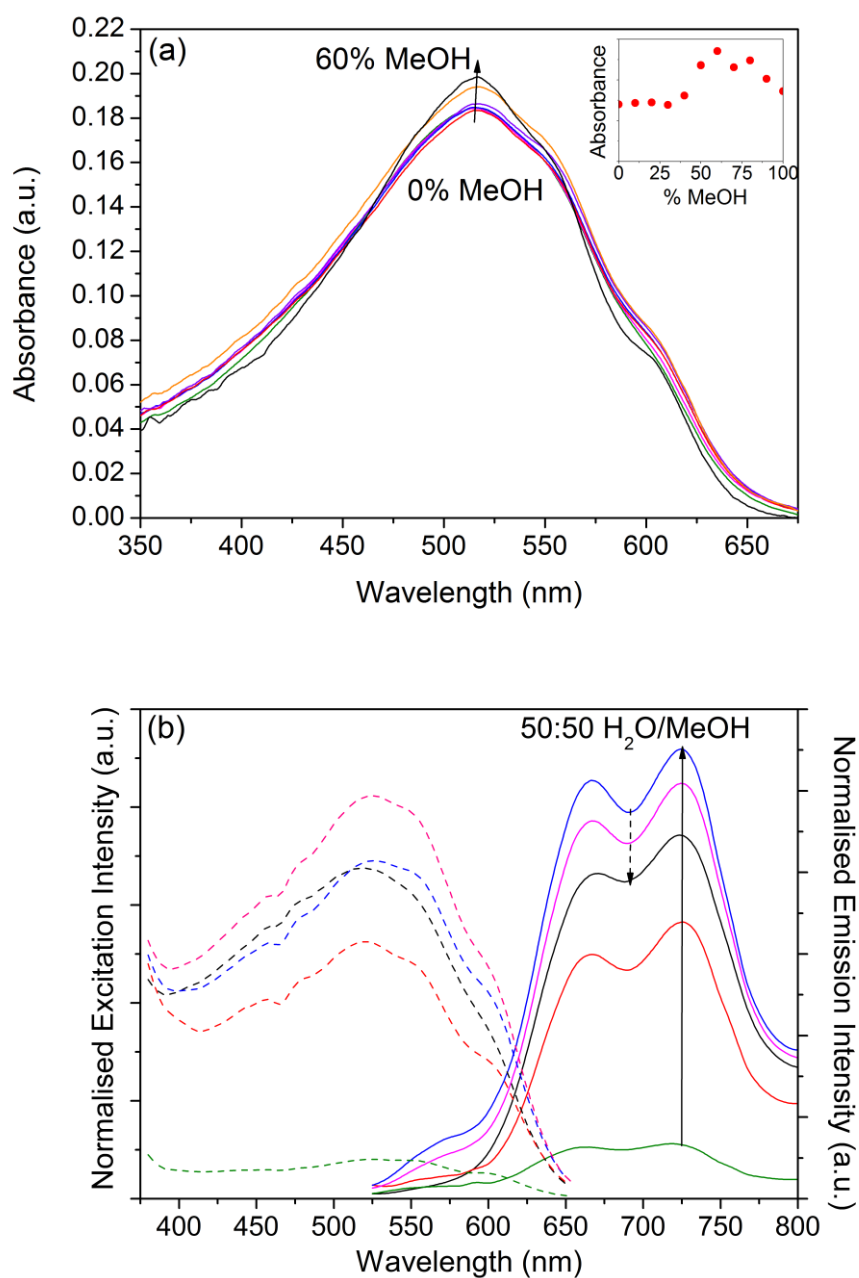 (a)
60% MeOH
0% MeOH
Absorbance (a.u.)
0.22
0.20
0.18
0.16
0.14
0.12
0.10
0.08
0.06
0.04
0.02
0.00
350 400 450 500 550 600 650
Wavelength (nm)
Absorbance
0 25 50 75 100
% MeOH
(b)
50:50 H₂O/MeOH
Normalised Excitation Intensity (a.u.)
Normalised Emission Intensity (a.u.)
400 450 500 550 600 650 700 750 800
Wavelength (nm)